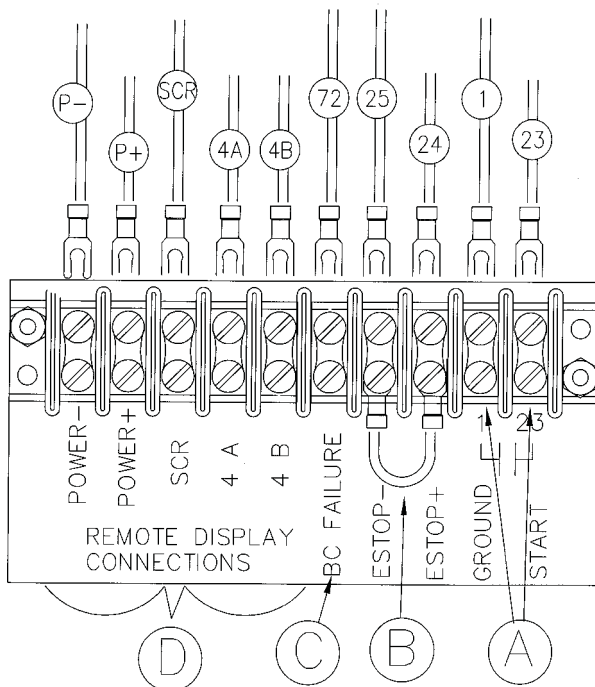 P-
P+
SCR
4A
4B
72
25
24
1
23
POWER-
POWER+
SCR
4 A
4 B
BC FAILURE
ESTOP-
ESTOP+
GROUND 1
START 23
REMOTE DISPLAY
CONNECTIONS
D
C
B
A